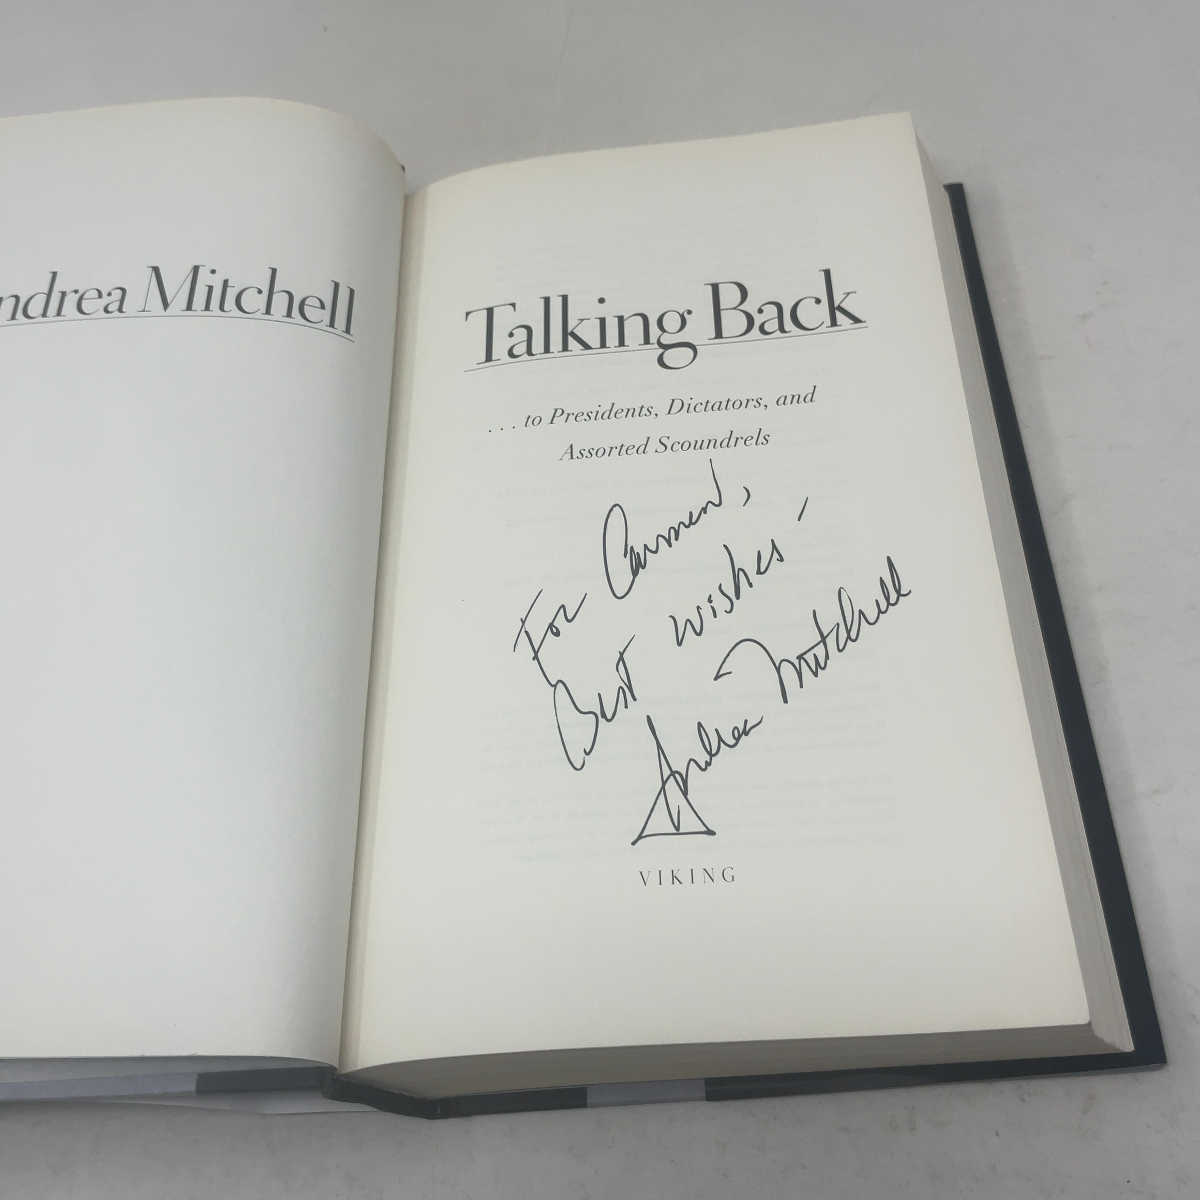 ndrea Mitchell
Talking Back
. . . to Presidents, Dictators, and
Assorted Scoundrels
For Carmen,
Best wishes -
Andrea Mitchell
VIKING